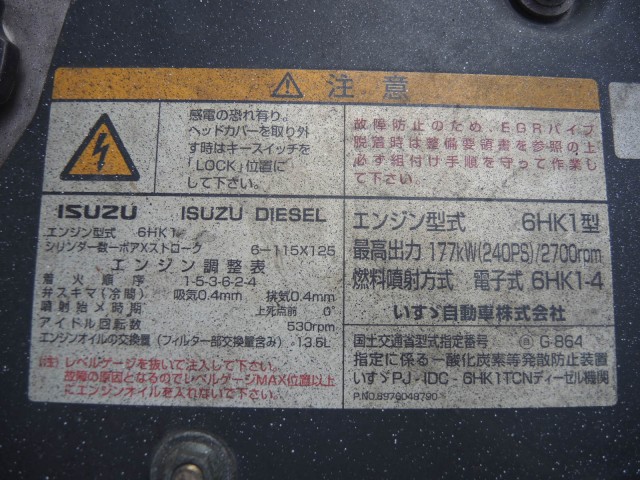 ⚠ 注意
感電の恐れ有り。
ヘッドカバーを取り外
す時はキースイッチを
「LOCK」位置に
して下さい。
故障防止のため、EGRパイプ
脱着時は整備要領書を参照の上
必ず組付け手順を守って作業し
て下さい。
ISUZU ISUZU DIESEL
エンジン型式 6HK1
シリンダー数ーボアXストローク 6-115X125
エンジン調整表
着火順序 1-5-3-6-2-4
弁スキマ(冷間) 吸気0.4mm 排気0.4mm
噴射始メ時期 上死点前 0°
アイドル回転数 530rpm
エンジンオイルの交換量(フィルター部交換量含み) 13.5L
(注)レベルゲージを抜いて注入して下さい。
故障の原因となるのでレベルゲージMAX位置以上
にエンジンオイルを入れないで下さい。
エンジン型式 6HK1型
最高出力 177kW(240PS)/2700rpm
燃料噴射方式 電子式 6HK1-4
いすゞ自動車株式会社
国土交通省型式指定番号 ⓐ G-864
指定に係る一酸化炭素等発散防止装置
いすゞPJ-IDC-6HK1TCNディーゼル機関
P.NO.8976048790